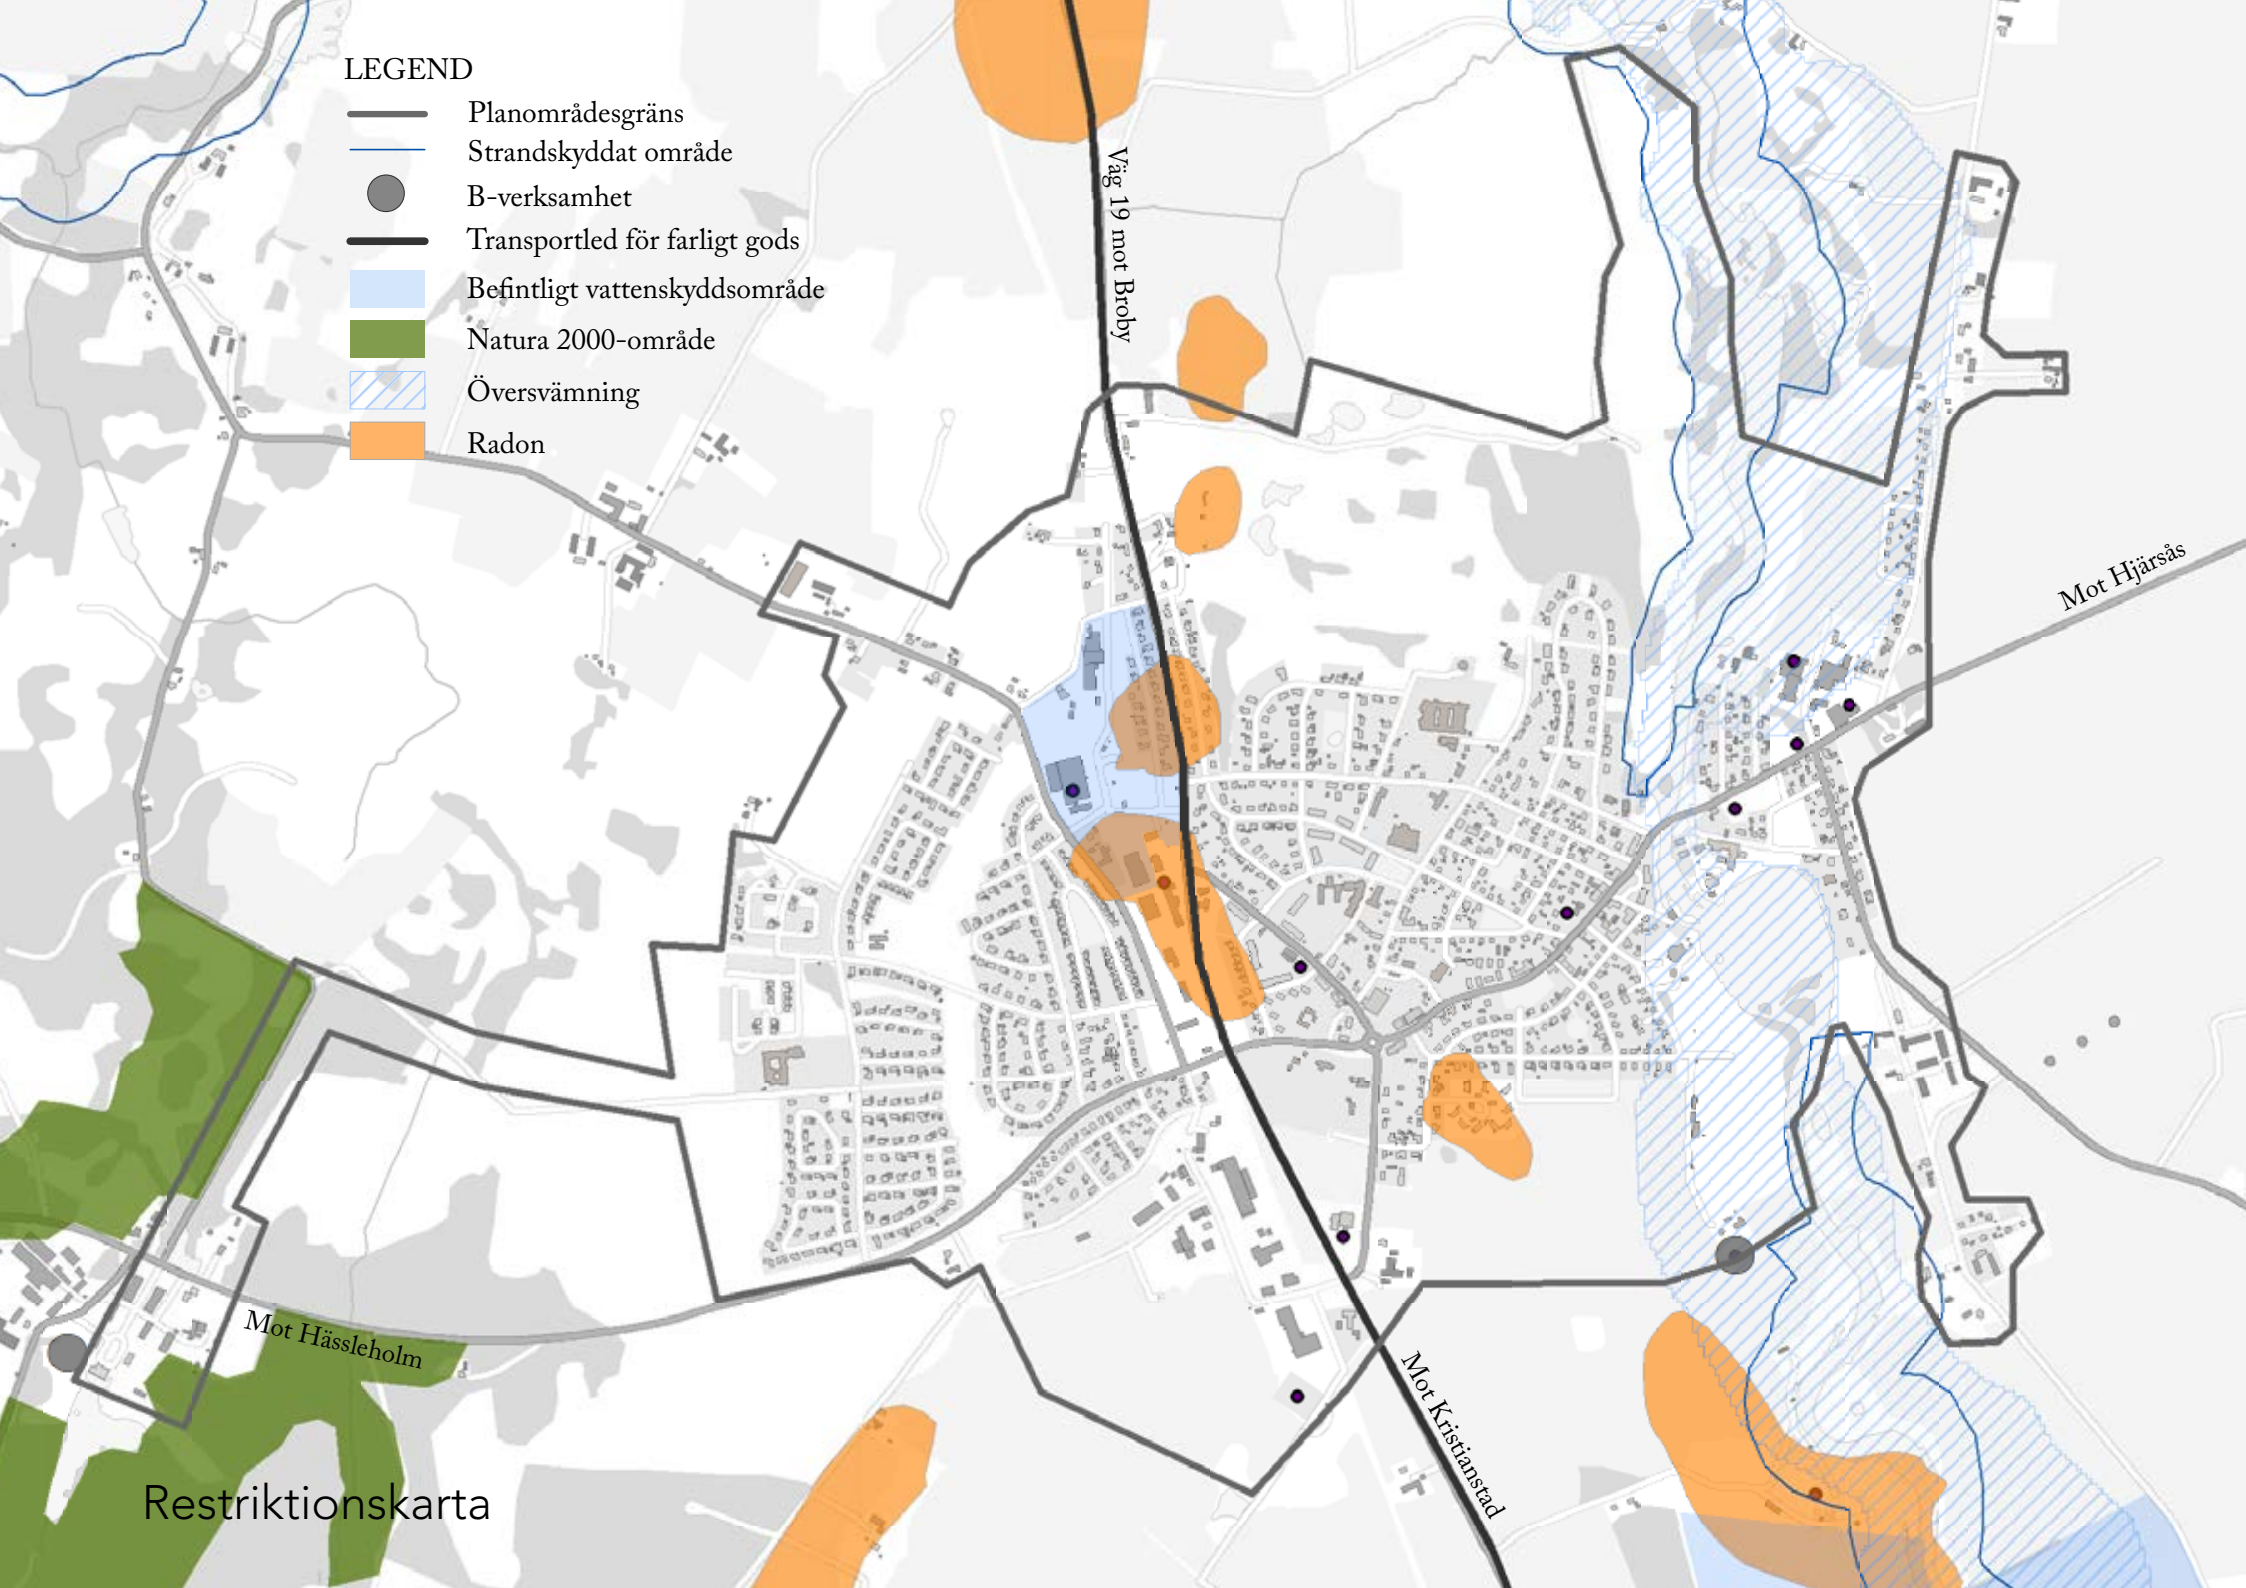 LEGEND
Planområdesgräns
Strandskyddat område
B-verksamhet
Transportled för farligt gods
Befintligt vattenskyddsområde
Natura 2000-område
Översvämning
Radon
Väg 19 mot Broby
Mot Hjärsås
Mot Hässleholm
Mot Kristianstad
Restriktionskarta